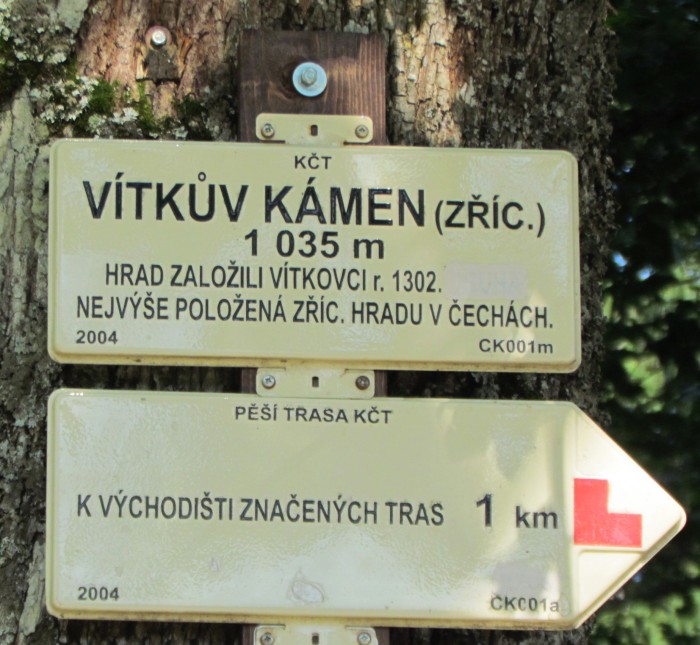 KČT
VÍTKŮV KÁMEN (ZŘÍC.)
1 035 m
HRAD ZALOŽILI VÍTKOVCI r. 1302.
NEJVÝŠE POLOŽENÁ ZŘÍC. HRADU V ČECHÁCH.
2004 CK001m
PĚŠÍ TRASA KČT
K VÝCHODIŠTI ZNAČENÝCH TRAS 1 km
2004 CK001a